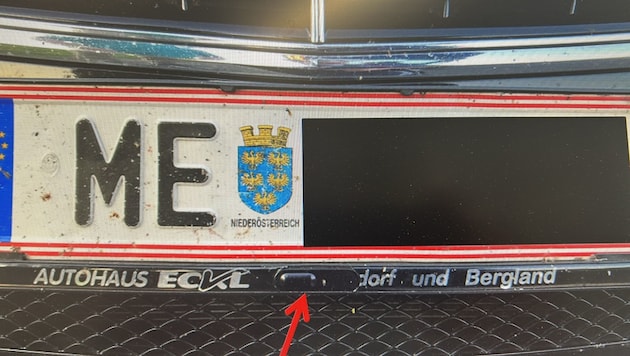 ME
NIEDERÖSTERREICH
AUTOHAUS ECKL dorf und Bergland